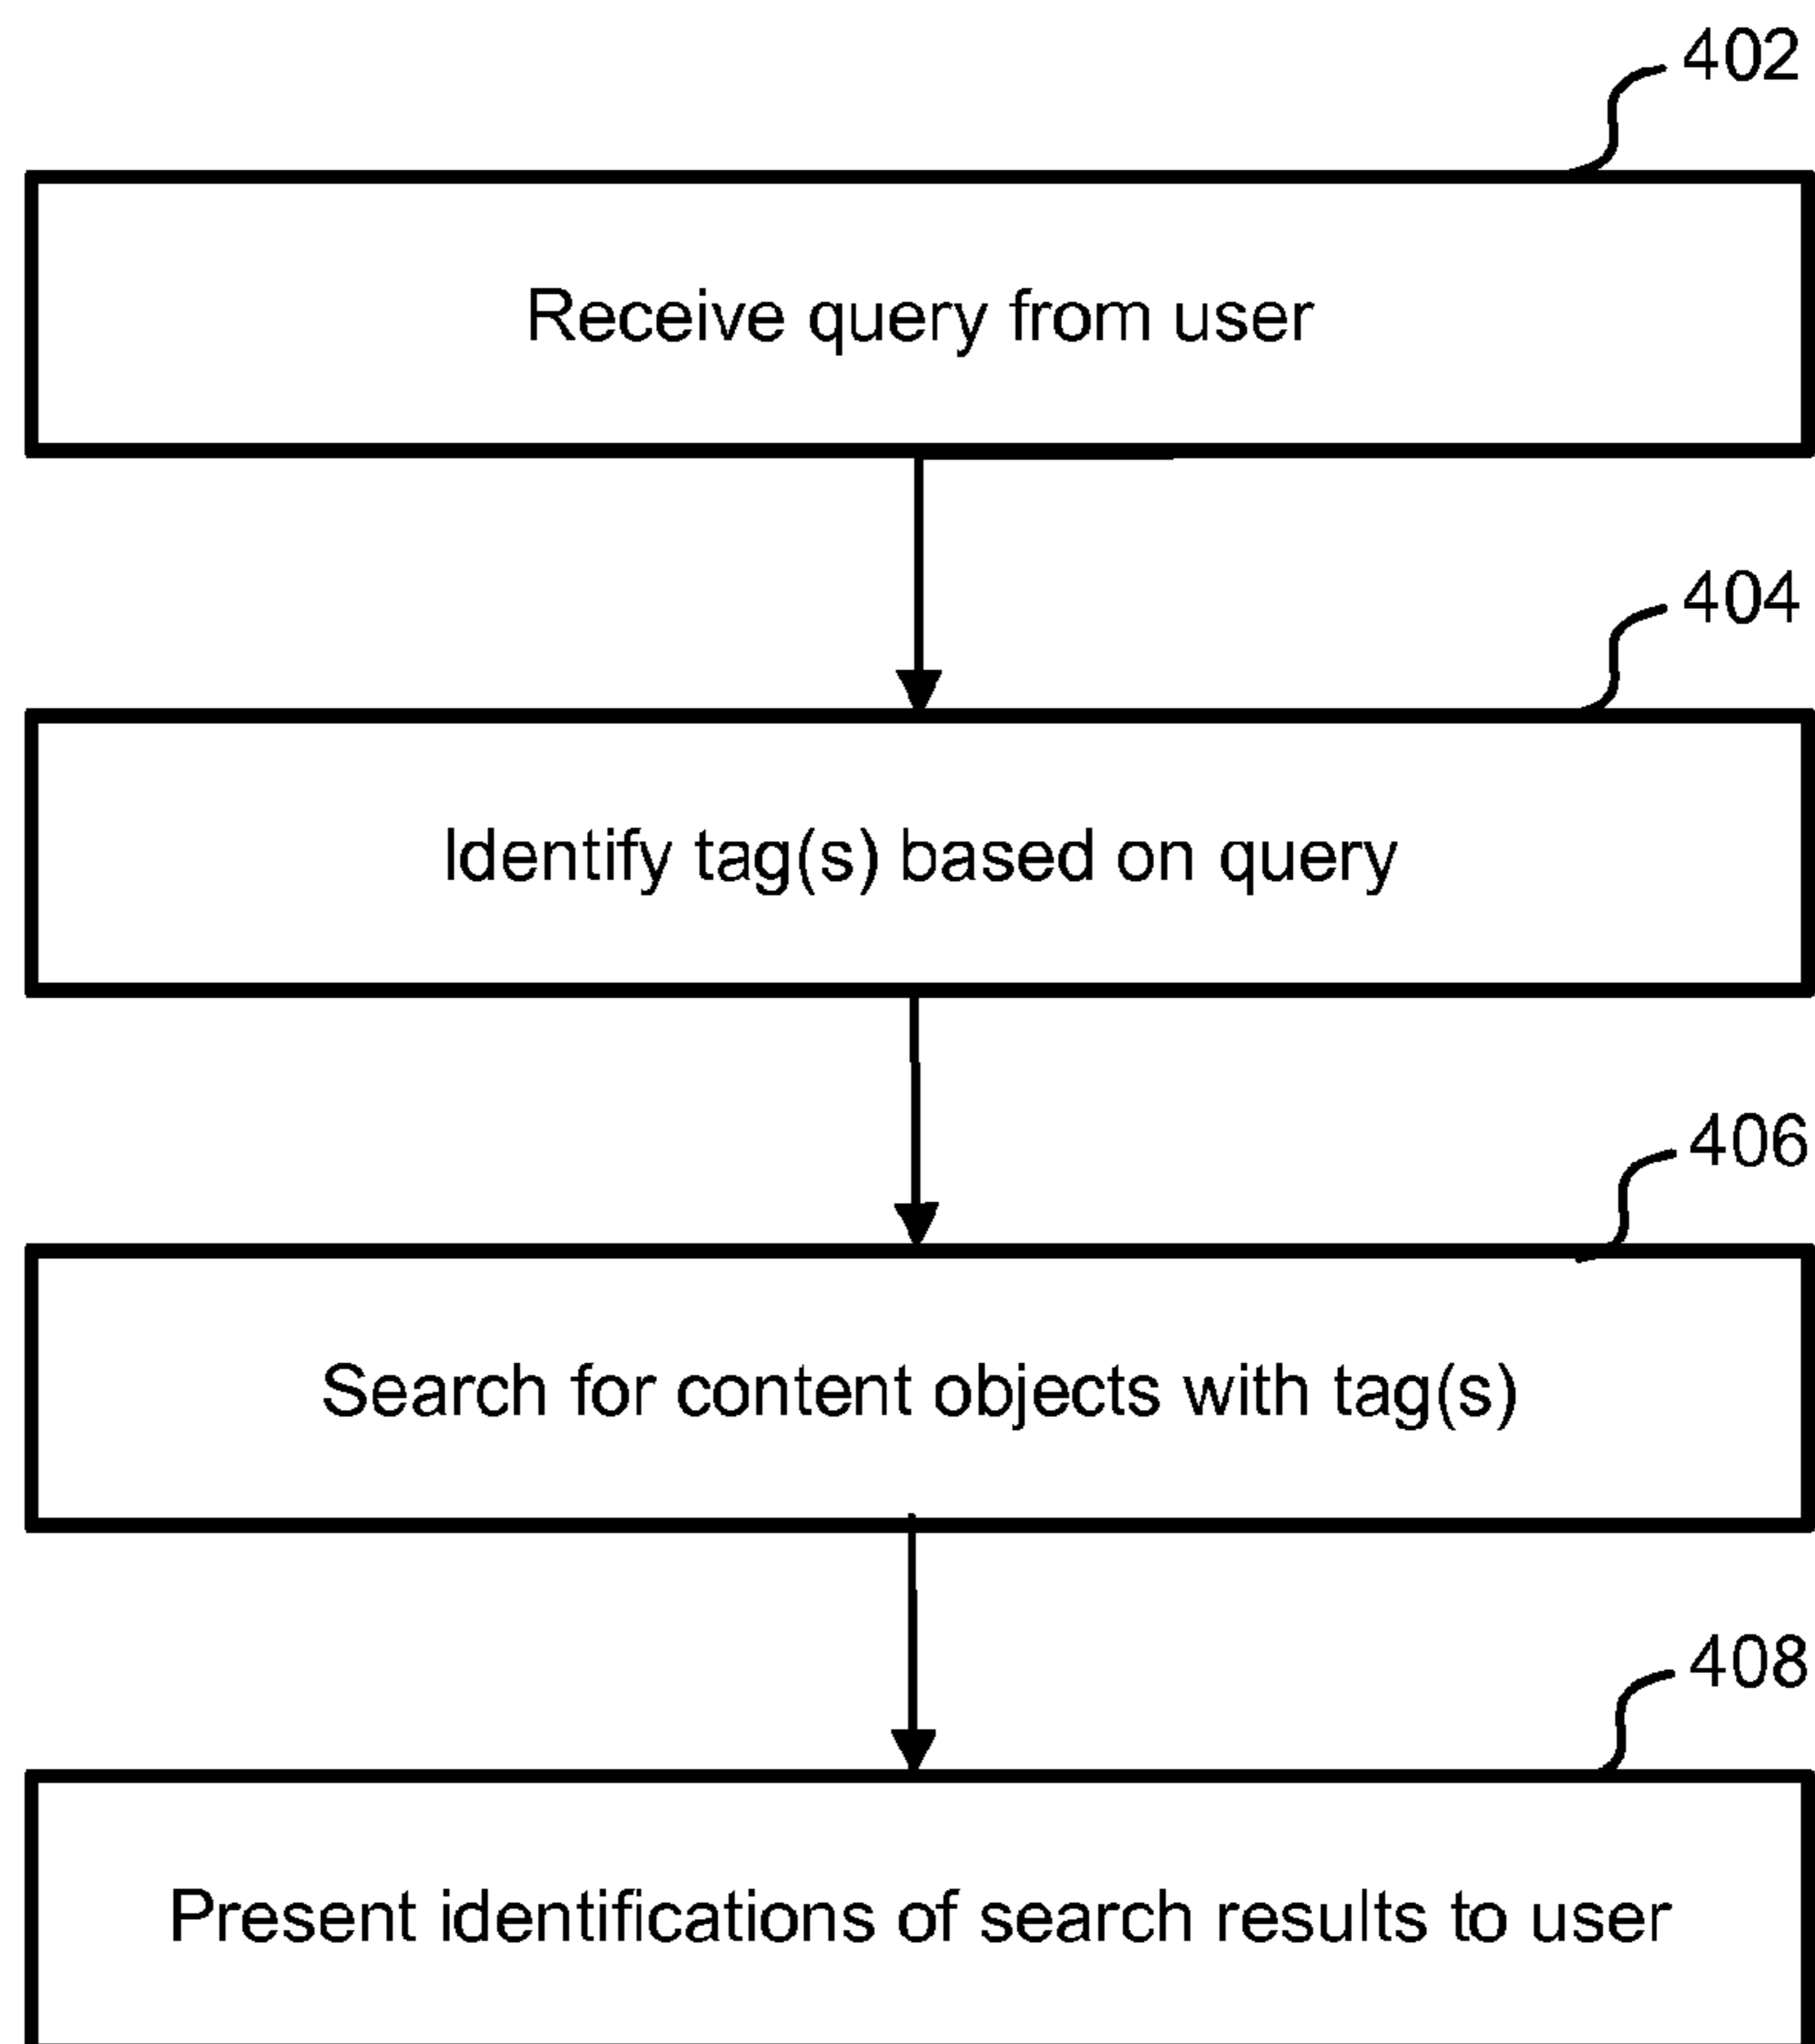 402
Receive query from user
404
Identify tag(s) based on query
406
Search for content objects with tag(s)
408
Present identifications of search results to user